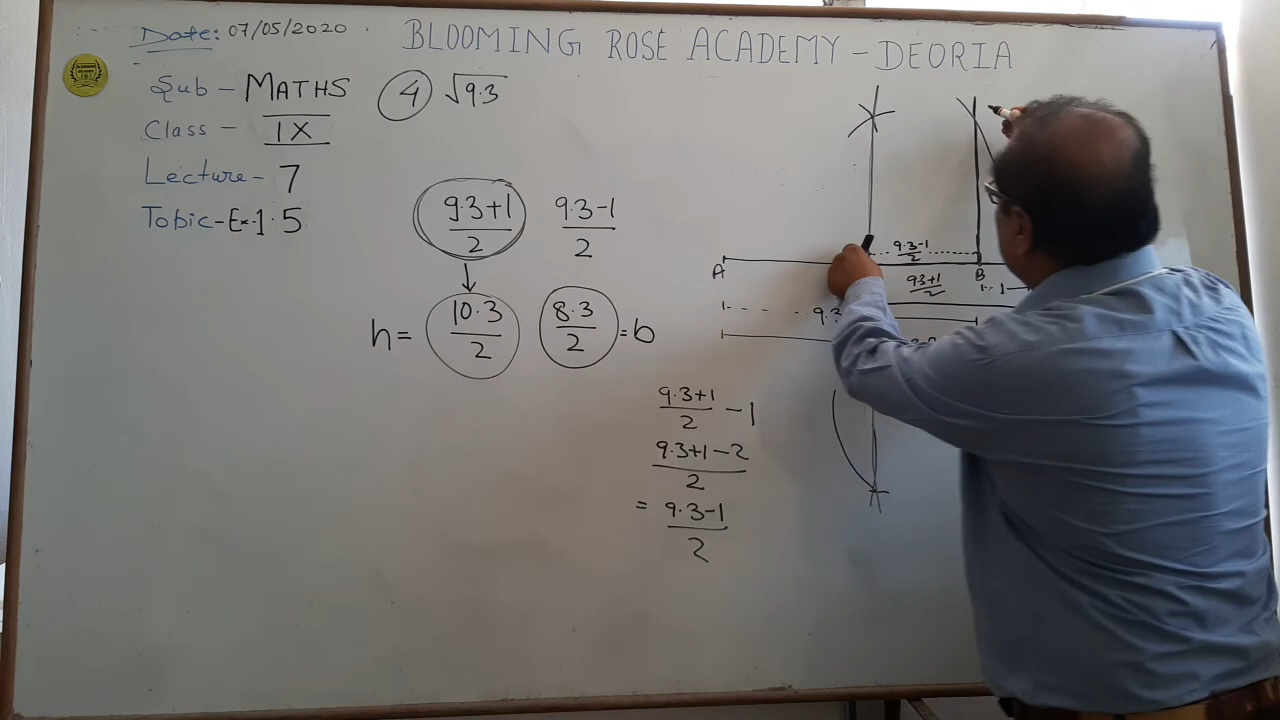 Date: 07/05/2020
BLOOMING ROSE ACADEMY - DEORIA
Sub - MATHS
Class - IX
Lecture - 7
Tobic - Ex-1.5
4 √9.3
9.3+1/2 9.3-1/2
h = 10.3/2 8.3/2 = b
9.3+1/2 - 1
9.3+1-2/2
= 9.3-1/2
9.3-1/2
A B
9.3+1/2 1
9.3